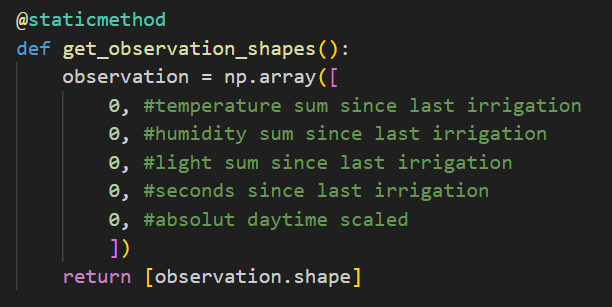 @staticmethod
def get_observation_shapes():
    observation = np.array([
        0, #temperature sum since last irrigation
        0, #humidity sum since last irrigation
        0, #light sum since last irrigation
        0, #seconds since last irrigation
        0, #absolut daytime scaled
        ])
    return [observation.shape]